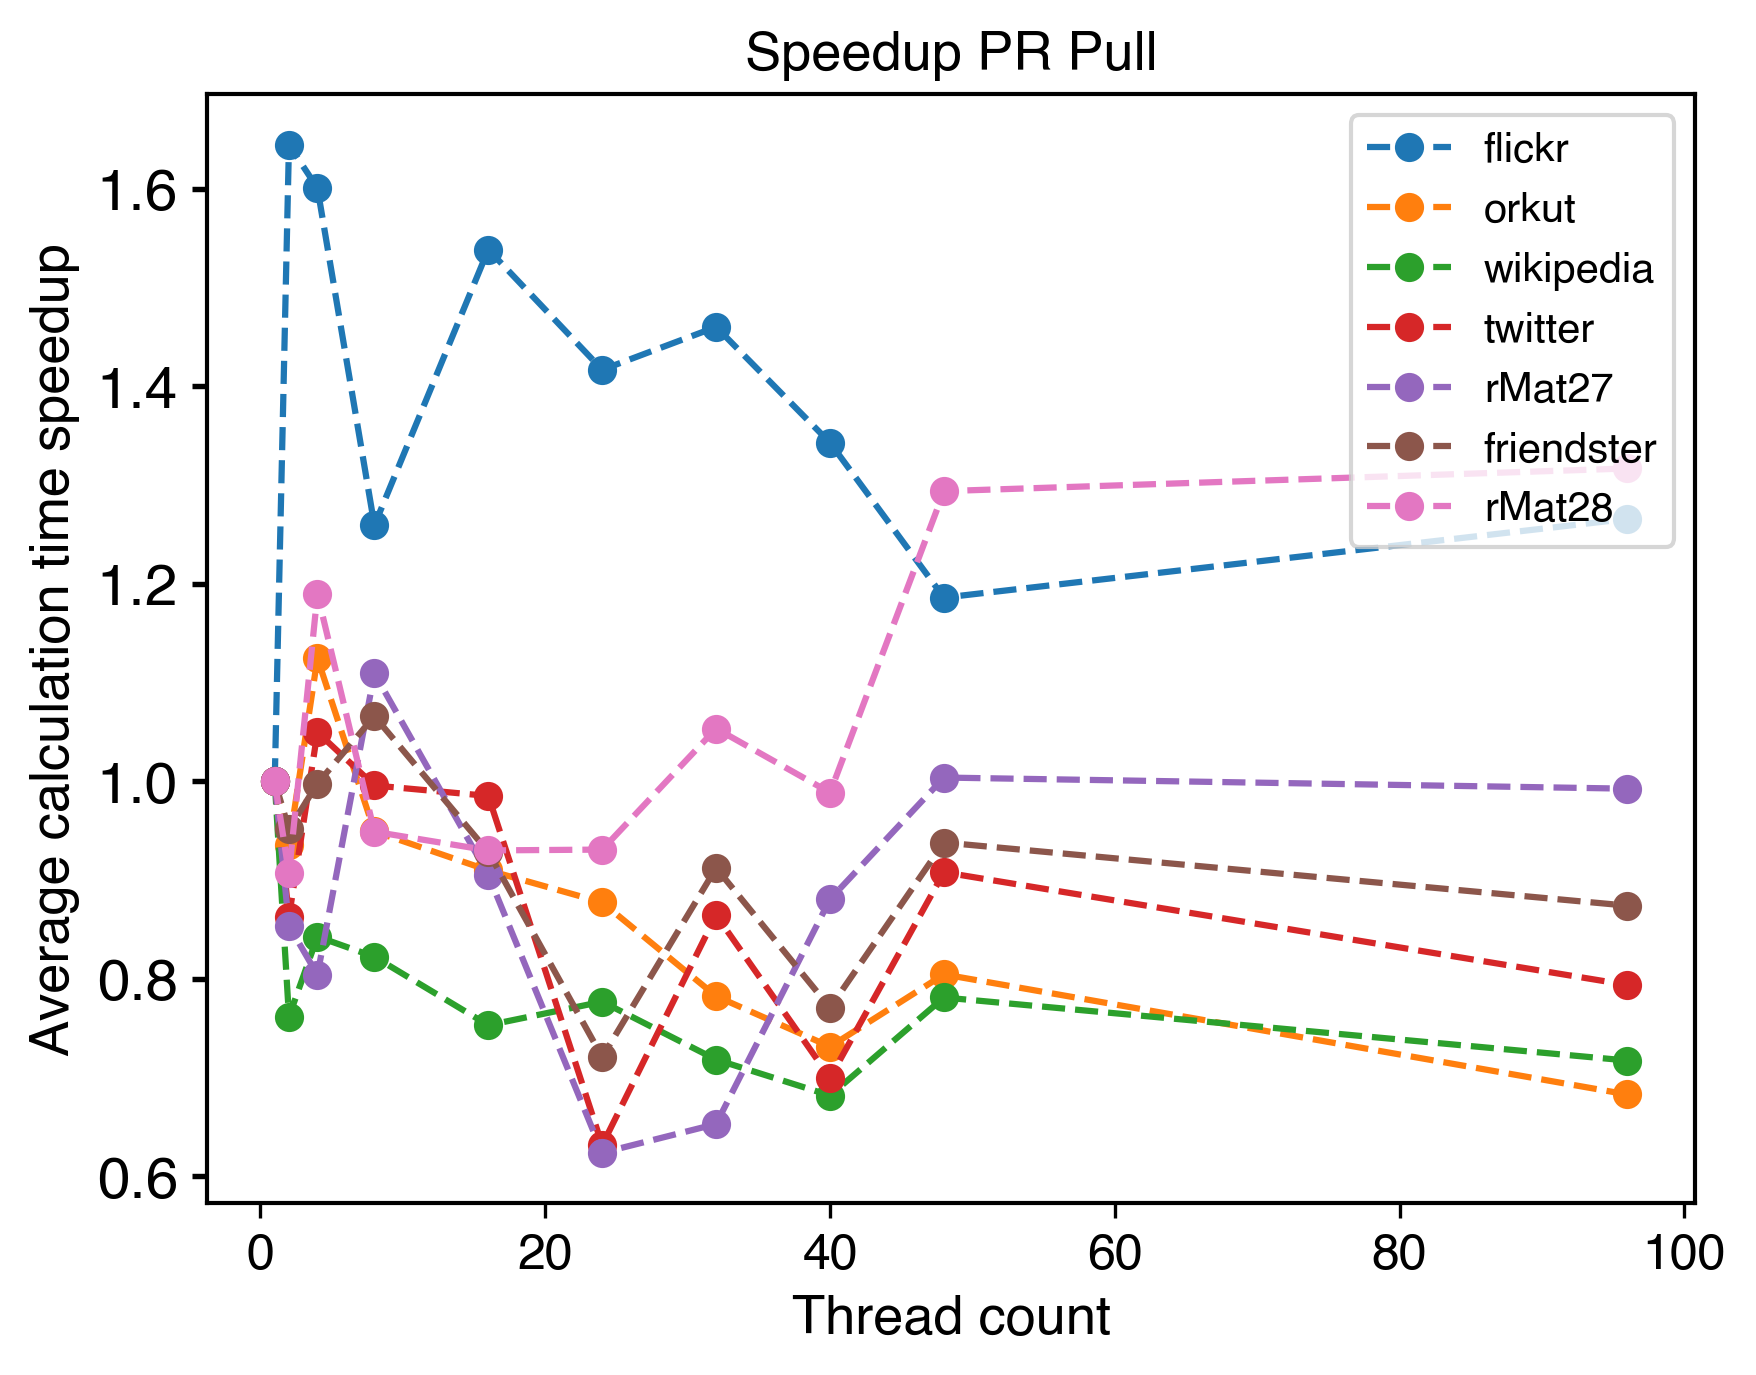 Speedup PR Pull
Average calculation time speedup
1.6
1.4
1.2
1.0
0.8
0.6
0
20
40
60
80
100
Thread count
flickr
orkut
wikipedia
twitter
rMat27
friendster
rMat28